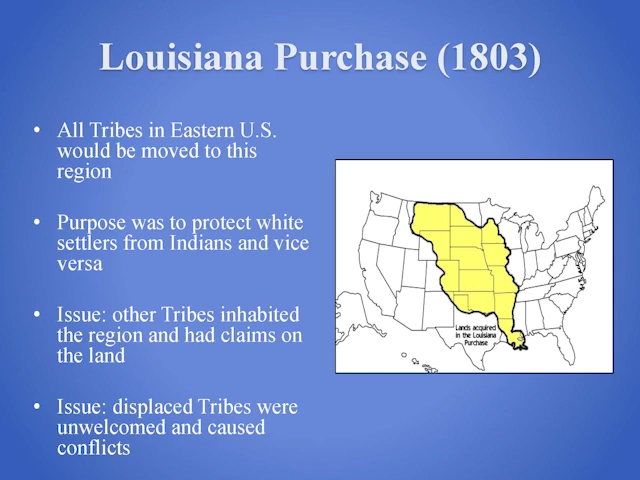 Louisiana Purchase (1803)
• All Tribes in Eastern U.S.
would be moved to this
region
• Purpose was to protect white
settlers from Indians and vice
versa
• Issue: other Tribes inhabited
the region and had claims on
the land
• Issue: displaced Tribes were
unwelcomed and caused
conflicts
Lands acquired
in the Louisiana
Purchase